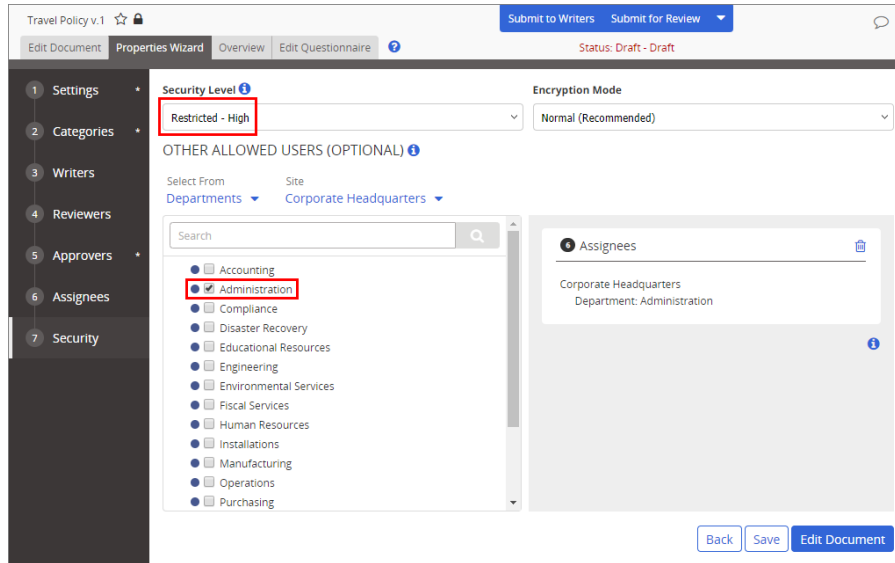 Travel Policy v.1
Submit to Writers Submit for Review
Edit Document Properties Wizard Overview Edit Questionnaire ?
Status: Draft - Draft
1 Settings *
2 Categories *
3 Writers
4 Reviewers
5 Approvers *
6 Assignees
7 Security
Security Level i
Restricted - High
Encryption Mode
Normal (Recommended)
OTHER ALLOWED USERS (OPTIONAL) i
Select From Site
Departments Corporate Headquarters
Search
Accounting
Administration
Compliance
Disaster Recovery
Educational Resources
Engineering
Environmental Services
Fiscal Services
Human Resources
Installations
Manufacturing
Operations
Purchasing
6 Assignees
Corporate Headquarters
Department: Administration
i
Back Save Edit Document